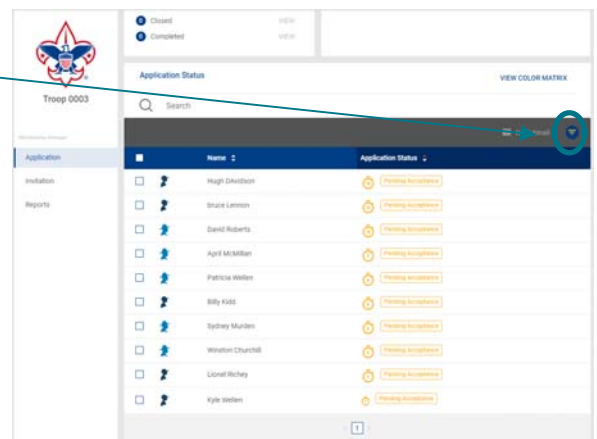 0 Closed VIEW
0 Completed VIEW
Troop 0003
Application Status VIEW COLOR MATRIX
Search
Application
Invitation
Reports
Name Application Status
Hugh DAvidson Pending Acceptance
bruce Lennon Pending Acceptance
David Roberts Pending Acceptance
April McMillan Pending Acceptance
Patricia Wellen Pending Acceptance
Billy Kidd Pending Acceptance
Sydney Murden Pending Acceptance
Winston Churchill Pending Acceptance
Lionel Richey Pending Acceptance
Kyle Wellen Pending Acceptance
1